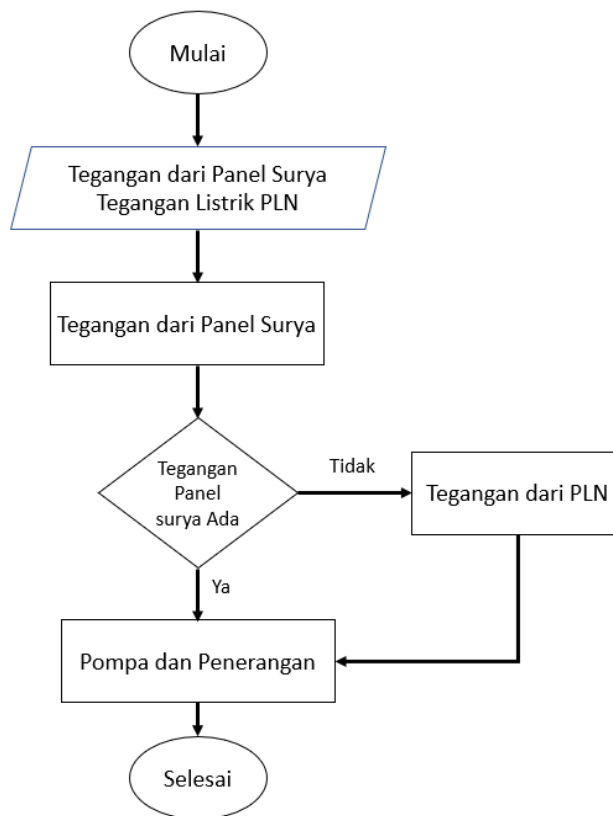 Mulai
Tegangan dari Panel Surya
Tegangan Listrik PLN
Tegangan dari Panel Surya
Tegangan
Panel
surya Ada
Tidak
Tegangan dari PLN
Ya
Pompa dan Penerangan
Selesai